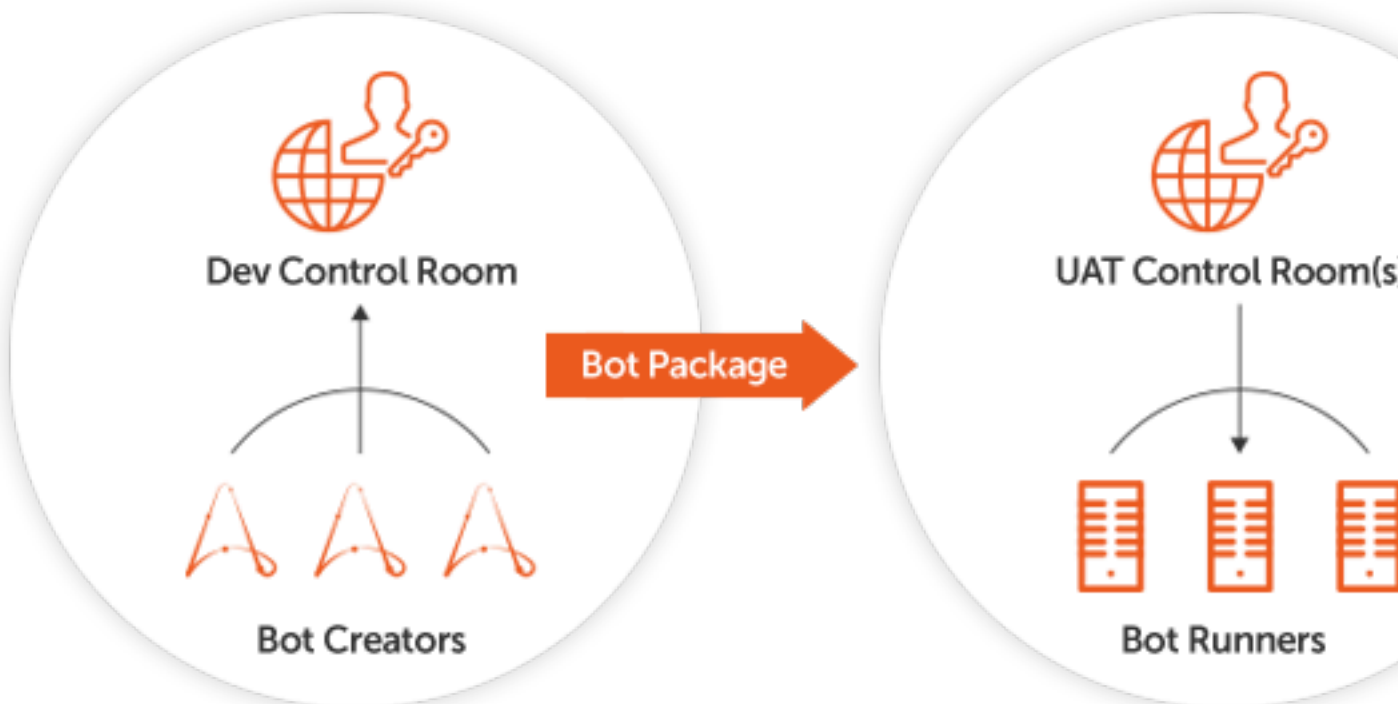 Dev Control Room
UAT Control Room(s)
Bot Package
Bot Creators
Bot Runners